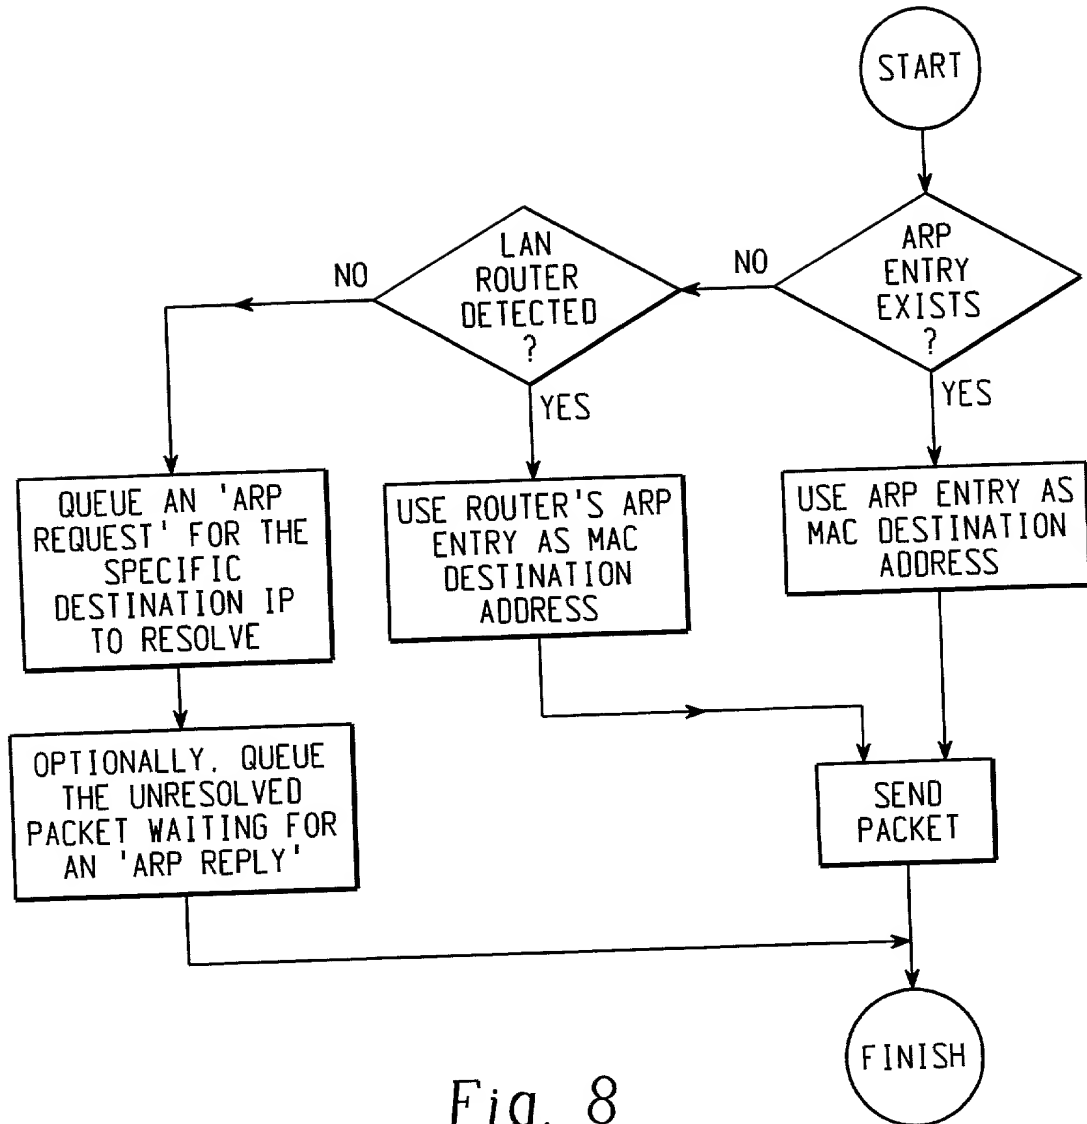 START
ARP
ENTRY
EXISTS
?
NO
YES
LAN
ROUTER
DETECTED
?
NO
YES
QUEUE AN 'ARP
REQUEST' FOR THE
SPECIFIC
DESTINATION IP
TO RESOLVE
USE ROUTER'S ARP
ENTRY AS MAC
DESTINATION
ADDRESS
USE ARP ENTRY AS
MAC DESTINATION
ADDRESS
OPTIONALLY, QUEUE
THE UNRESOLVED
PACKET WAITING FOR
AN 'ARP REPLY'
SEND
PACKET
FINISH
Fig. 8